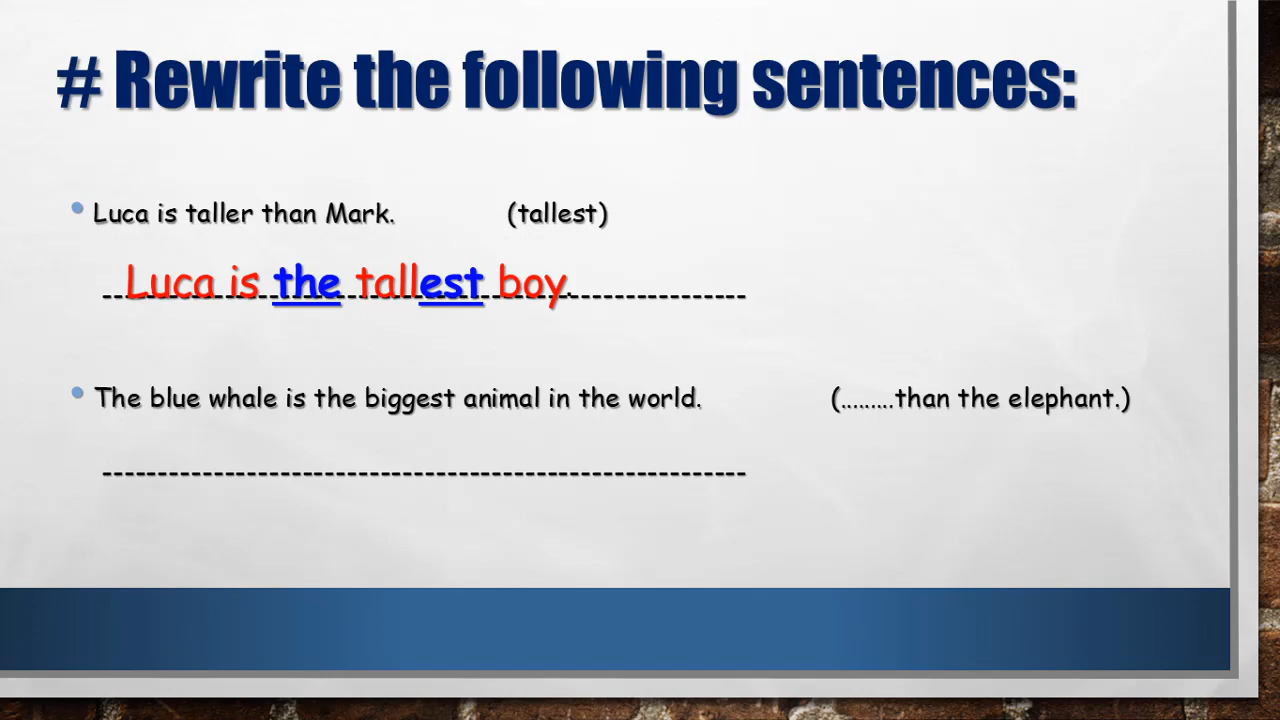 # Rewrite the following sentences:
• Luca is taller than Mark. (tallest)
Luca is the tallest boy.
-----------------------------------------------------
• The blue whale is the biggest animal in the world. (.........than the elephant.)
-----------------------------------------------------